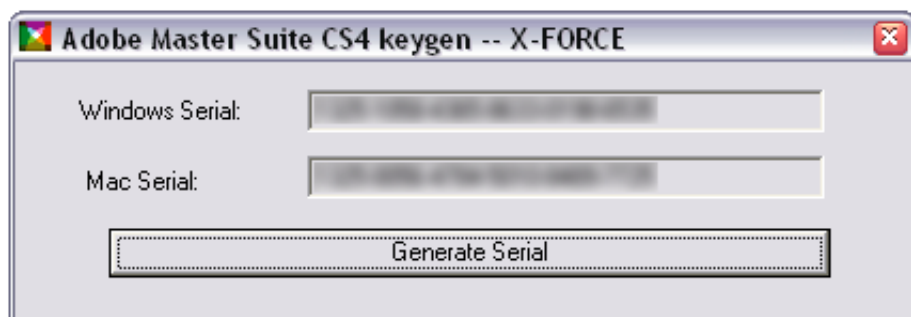 Adobe Master Suite CS4 keygen -- X-FORCE
Windows Serial:
Mac Serial:
Generate Serial